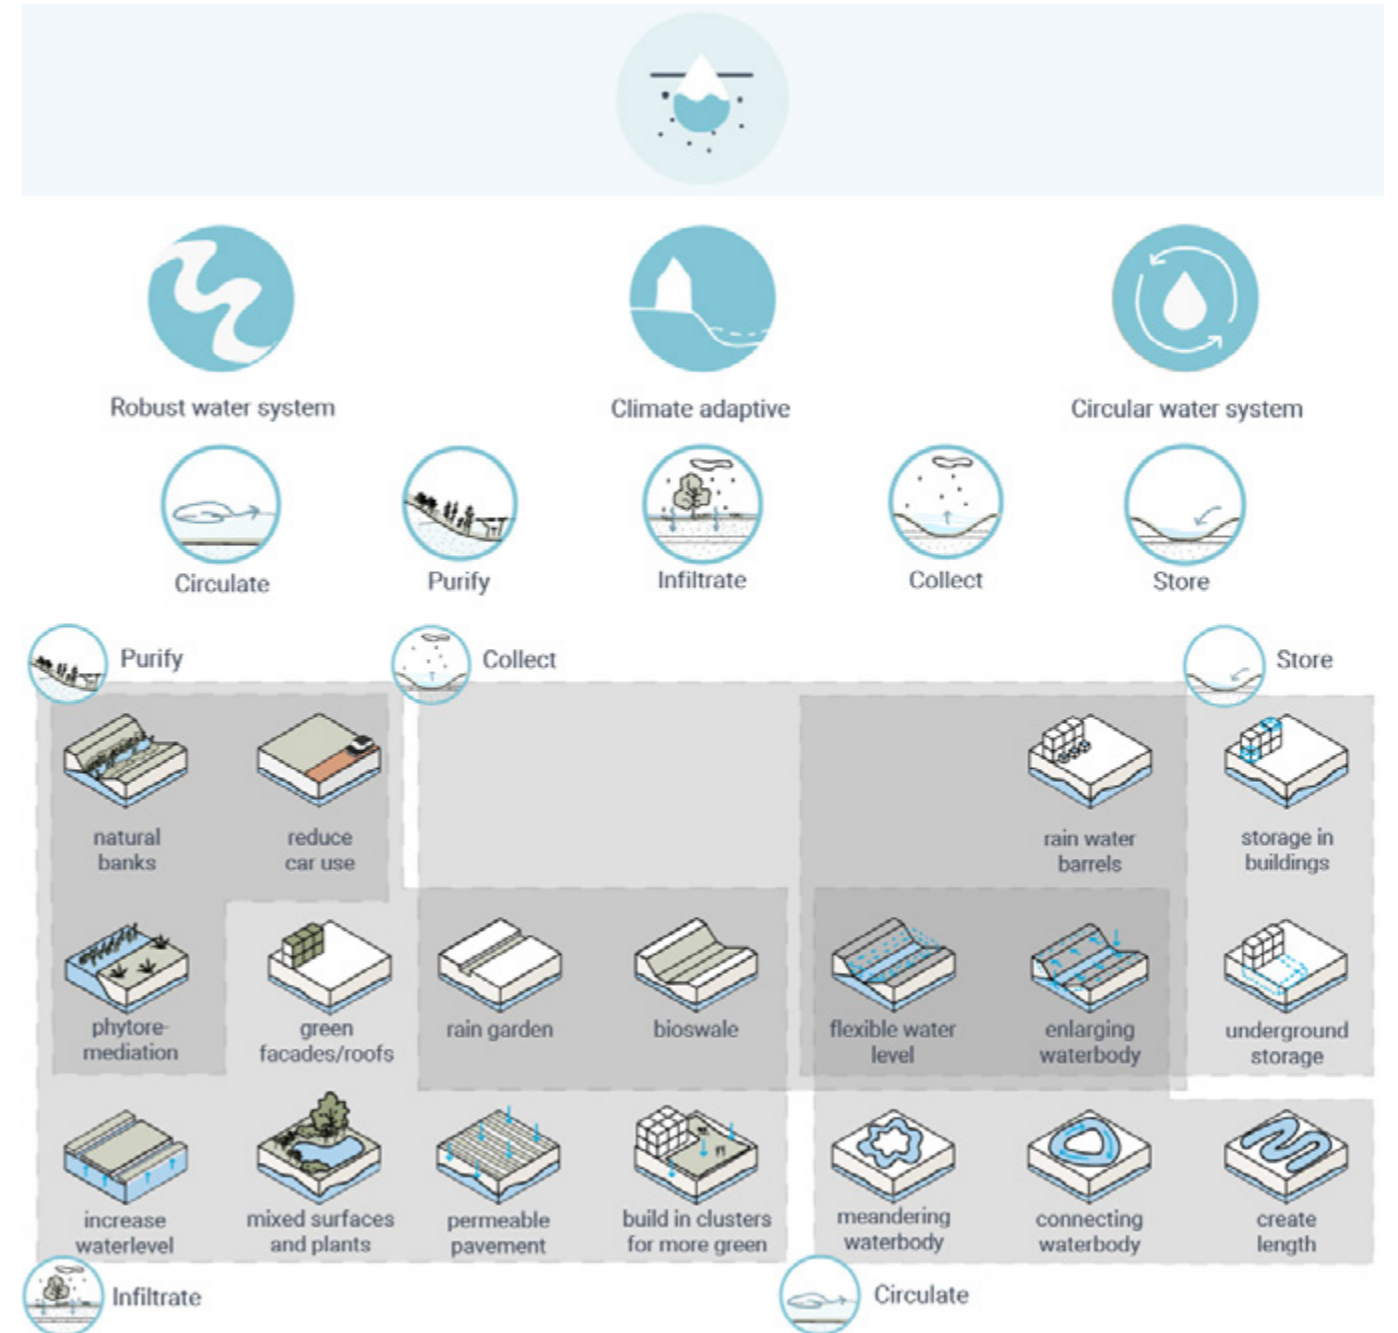 Robust water system
Climate adaptive
Circular water system
Circulate
Purify
Infiltrate
Collect
Store
Purify
Collect
Store
natural
banks
reduce
car use
rain water
barrels
storage in
buildings
phytore-
mediation
green
facades/roofs
rain garden
bioswale
flexible water
level
enlarging
waterbody
underground
storage
increase
waterlevel
mixed surfaces
and plants
permeable
pavement
build in clusters
for more green
meandering
waterbody
connecting
waterbody
create
length
Infiltrate
Circulate